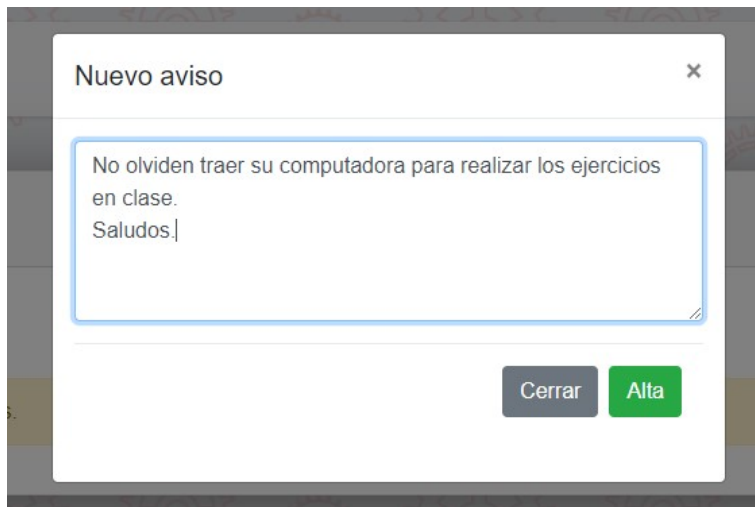 Nuevo aviso
×
No olviden traer su computadora para realizar los ejercicios
en clase.
Saludos.
Cerrar
Alta
s.